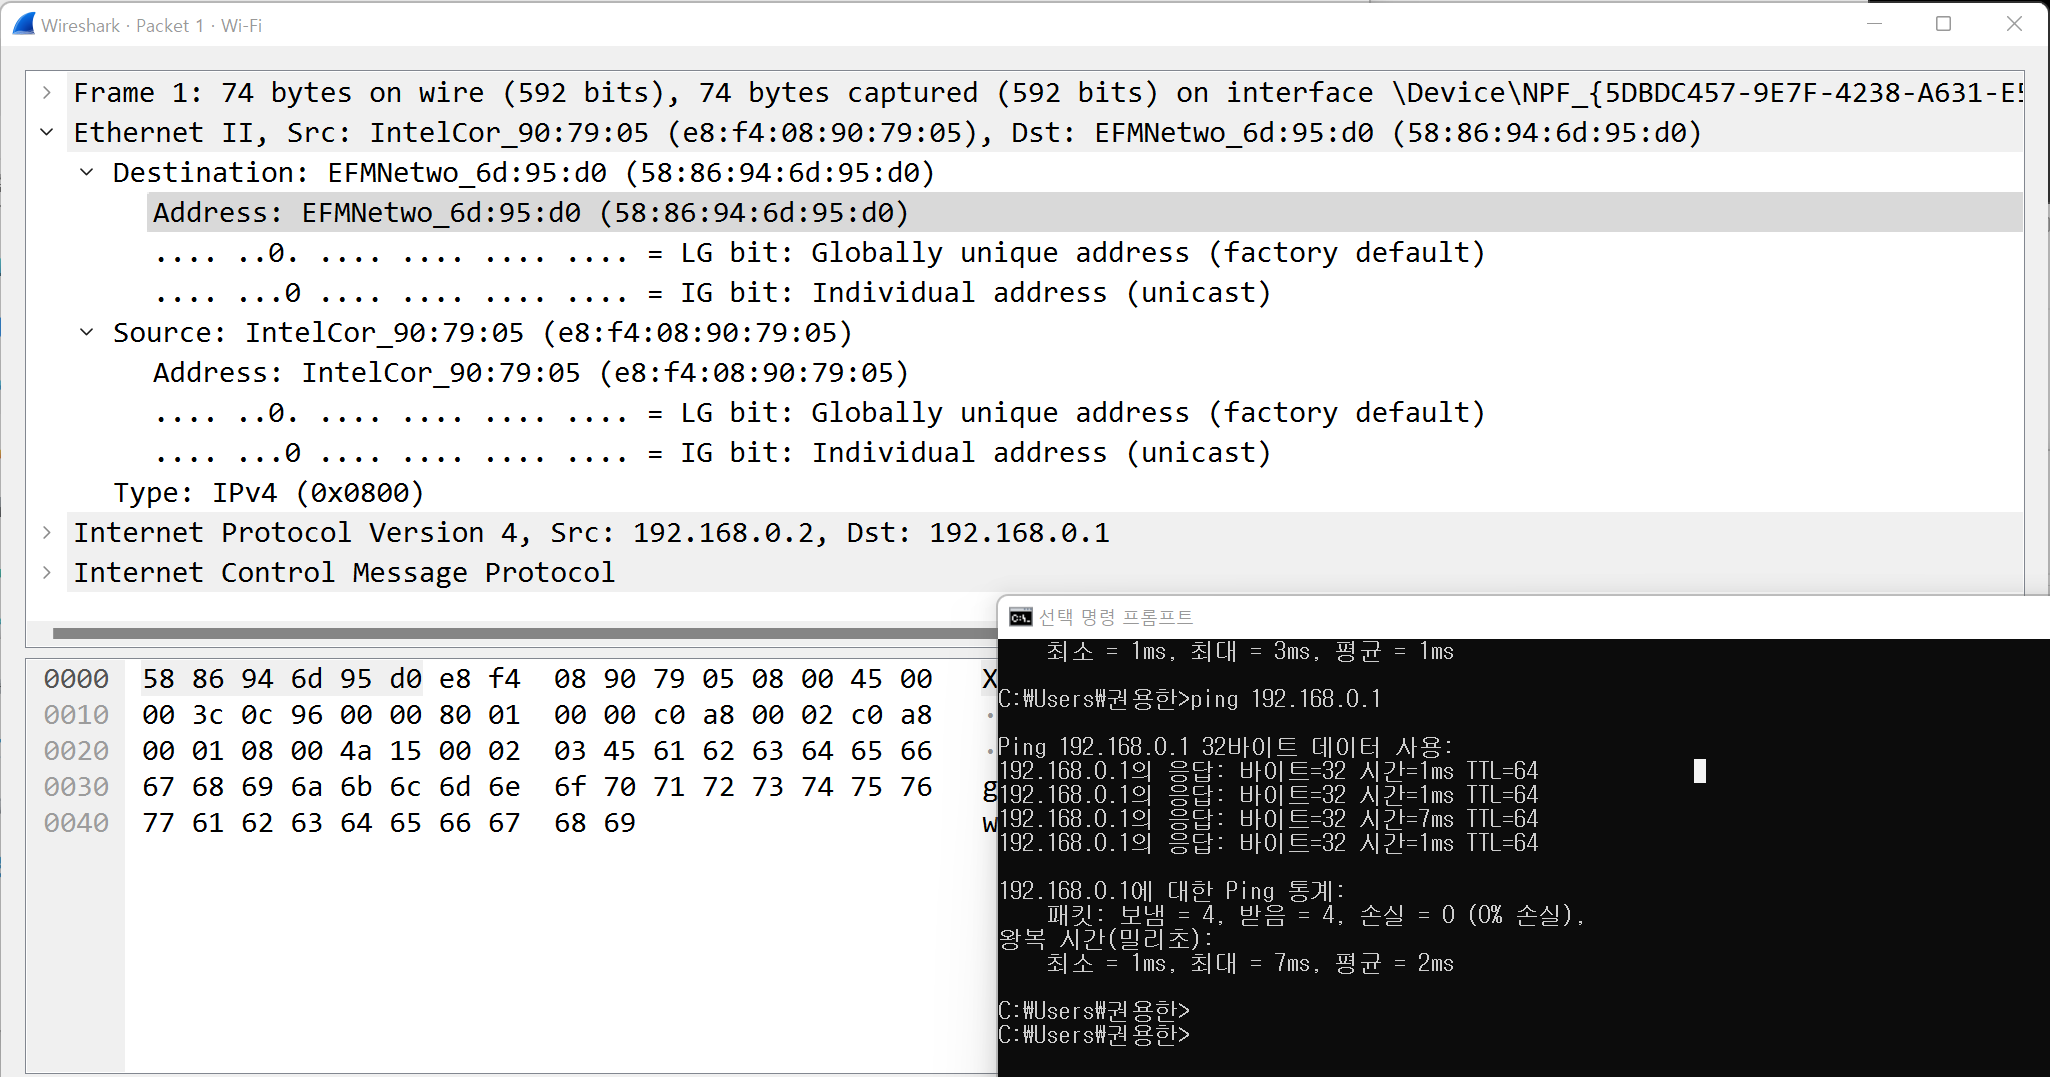 Wireshark · Packet 1 · Wi-Fi
Frame 1: 74 bytes on wire (592 bits), 74 bytes captured (592 bits) on interface \Device\NPF_{5DBDC457-9E7F-4238-A631-E5
Ethernet II, Src: IntelCor_90:79:05 (e8:f4:08:90:79:05), Dst: EFMNetwo_6d:95:d0 (58:86:94:6d:95:d0)
Destination: EFMNetwo_6d:95:d0 (58:86:94:6d:95:d0)
Address: EFMNetwo_6d:95:d0 (58:86:94:6d:95:d0)
.... ..0. .... .... .... .... = LG bit: Globally unique address (factory default)
.... ...0 .... .... .... .... = IG bit: Individual address (unicast)
Source: IntelCor_90:79:05 (e8:f4:08:90:79:05)
Address: IntelCor_90:79:05 (e8:f4:08:90:79:05)
.... ..0. .... .... .... .... = LG bit: Globally unique address (factory default)
.... ...0 .... .... .... .... = IG bit: Individual address (unicast)
Type: IPv4 (0x0800)
Internet Protocol Version 4, Src: 192.168.0.2, Dst: 192.168.0.1
Internet Control Message Protocol
0000 58 86 94 6d 95 d0 e8 f4 08 90 79 05 08 00 45 00 X
0010 00 3c 0c 96 00 00 80 01 00 00 c0 a8 00 02 c0 a8 ·
0020 00 01 08 00 4a 15 00 02 03 45 61 62 63 64 65 66 ·
0030 67 68 69 6a 6b 6c 6d 6e 6f 70 71 72 73 74 75 76 g
0040 77 61 62 63 64 65 66 67 68 69 w
선택 명령 프롬프트
최소 = 1ms, 최대 = 3ms, 평균 = 1ms
C:₩Users₩권용한>ping 192.168.0.1
Ping 192.168.0.1 32바이트 데이터 사용:
192.168.0.1의 응답: 바이트=32 시간=1ms TTL=64
192.168.0.1의 응답: 바이트=32 시간=1ms TTL=64
192.168.0.1의 응답: 바이트=32 시간=7ms TTL=64
192.168.0.1의 응답: 바이트=32 시간=1ms TTL=64
192.168.0.1에 대한 Ping 통계:
패킷: 보냄 = 4, 받음 = 4, 손실 = 0 (0% 손실),
왕복 시간(밀리초):
최소 = 1ms, 최대 = 7ms, 평균 = 2ms
C:₩Users₩권용한>
C:₩Users₩권용한>